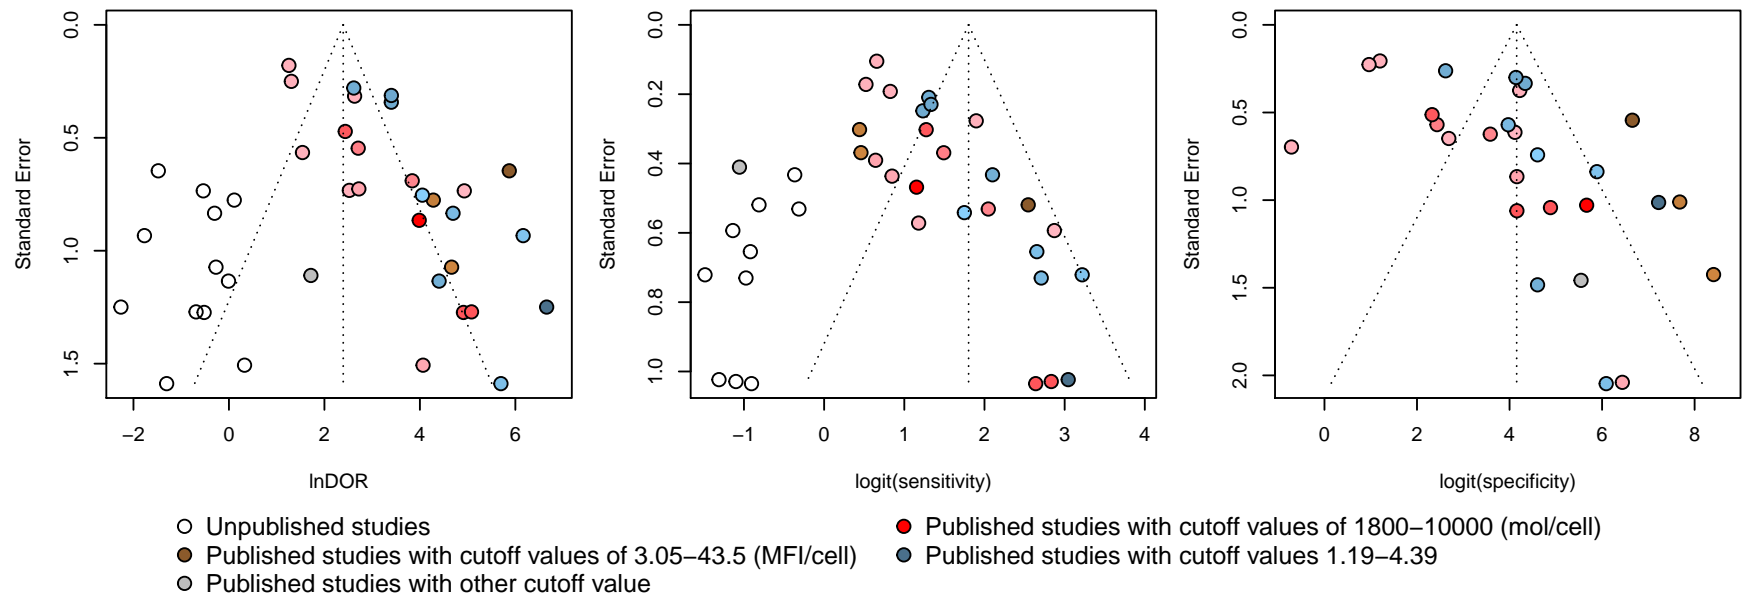 0.0
0.5
1.0
1.5
Standard Error
−2
0
2
4
6
lnDOR
0.0
0.2
0.4
0.6
0.8
1.0
Standard Error
−1
0
1
2
3
4
logit(sensitivity)
0.0
0.5
1.0
1.5
2.0
Standard Error
0
2
4
6
8
logit(specificity)
Unpublished studies
Published studies with cutoff values of 3.05−43.5 (MFI/cell)
Published studies with other cutoff value
Published studies with cutoff values of 1800−10000 (mol/cell)
Published studies with cutoff values 1.19−4.39